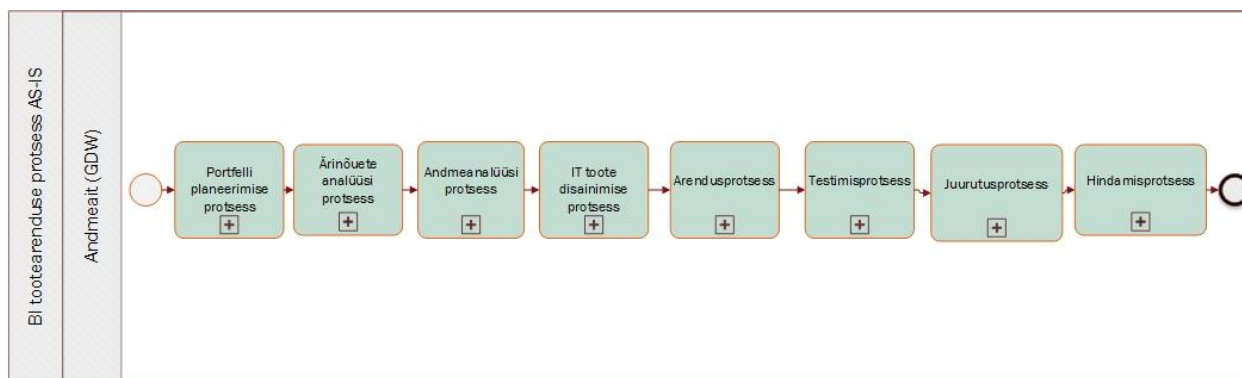 BI tootearenduse protsess AS-IS
Andmeait (GDW)
Portfelli
planeerimise
protsess
Ärinõuete
analüüsi
protsess
Andmeanalüüsi
protsess
IT toote
disainimise
protsess
Arendusprotsess
Testimisprotsess
Juurutusprotsess
Hindamisprotsess